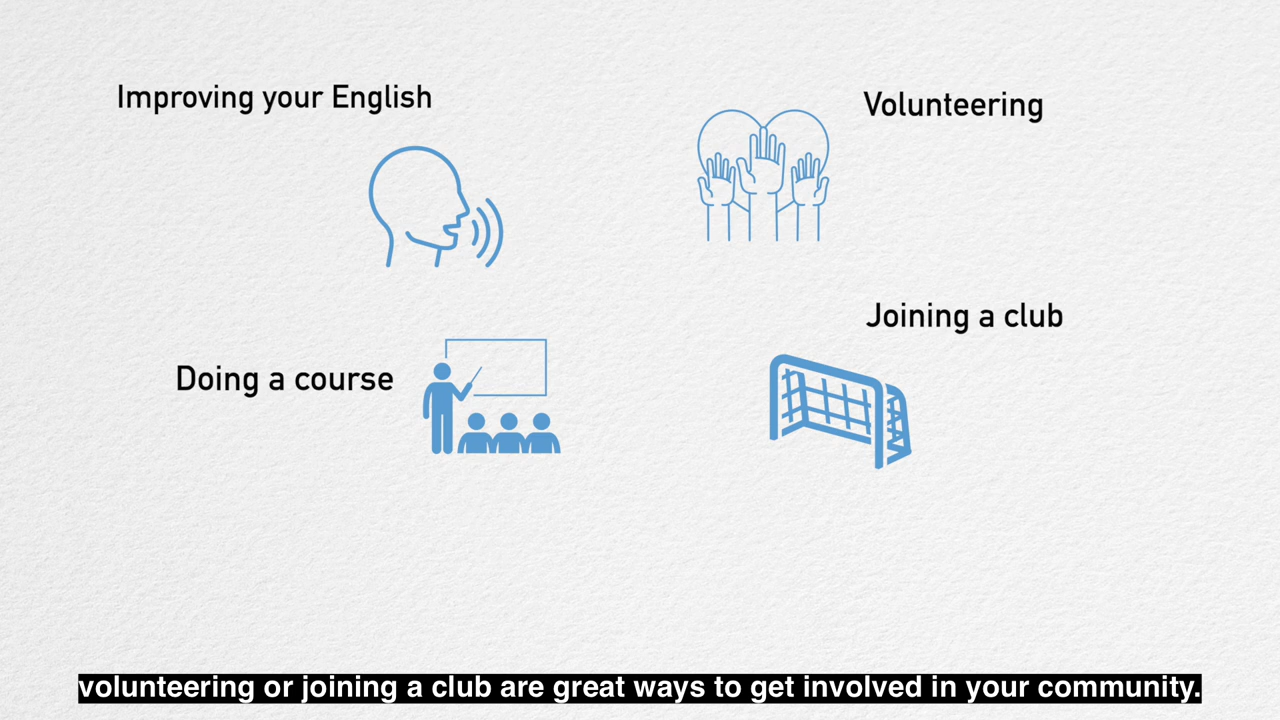 Improving your English
Volunteering
Joining a club
Doing a course
volunteering or joining a club are great ways to get involved in your community.